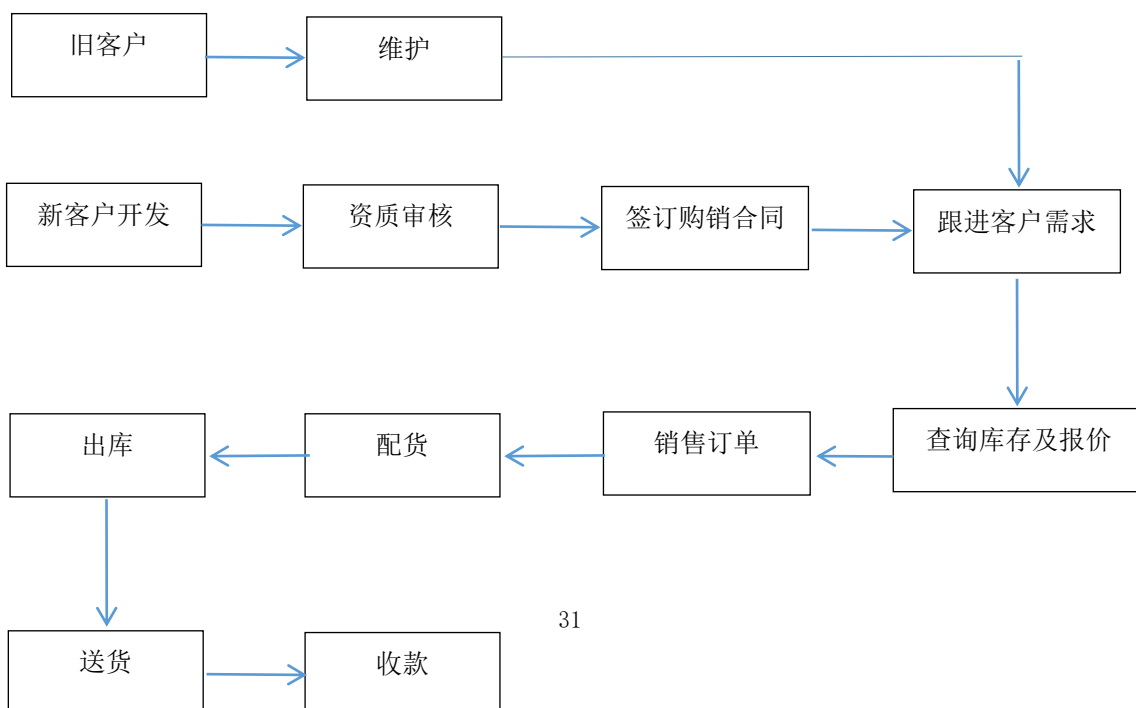 旧客户
维护
新客户开发
资质审核
签订购销合同
跟进客户需求
出库
配货
销售订单
查询库存及报价
31
送货
收款